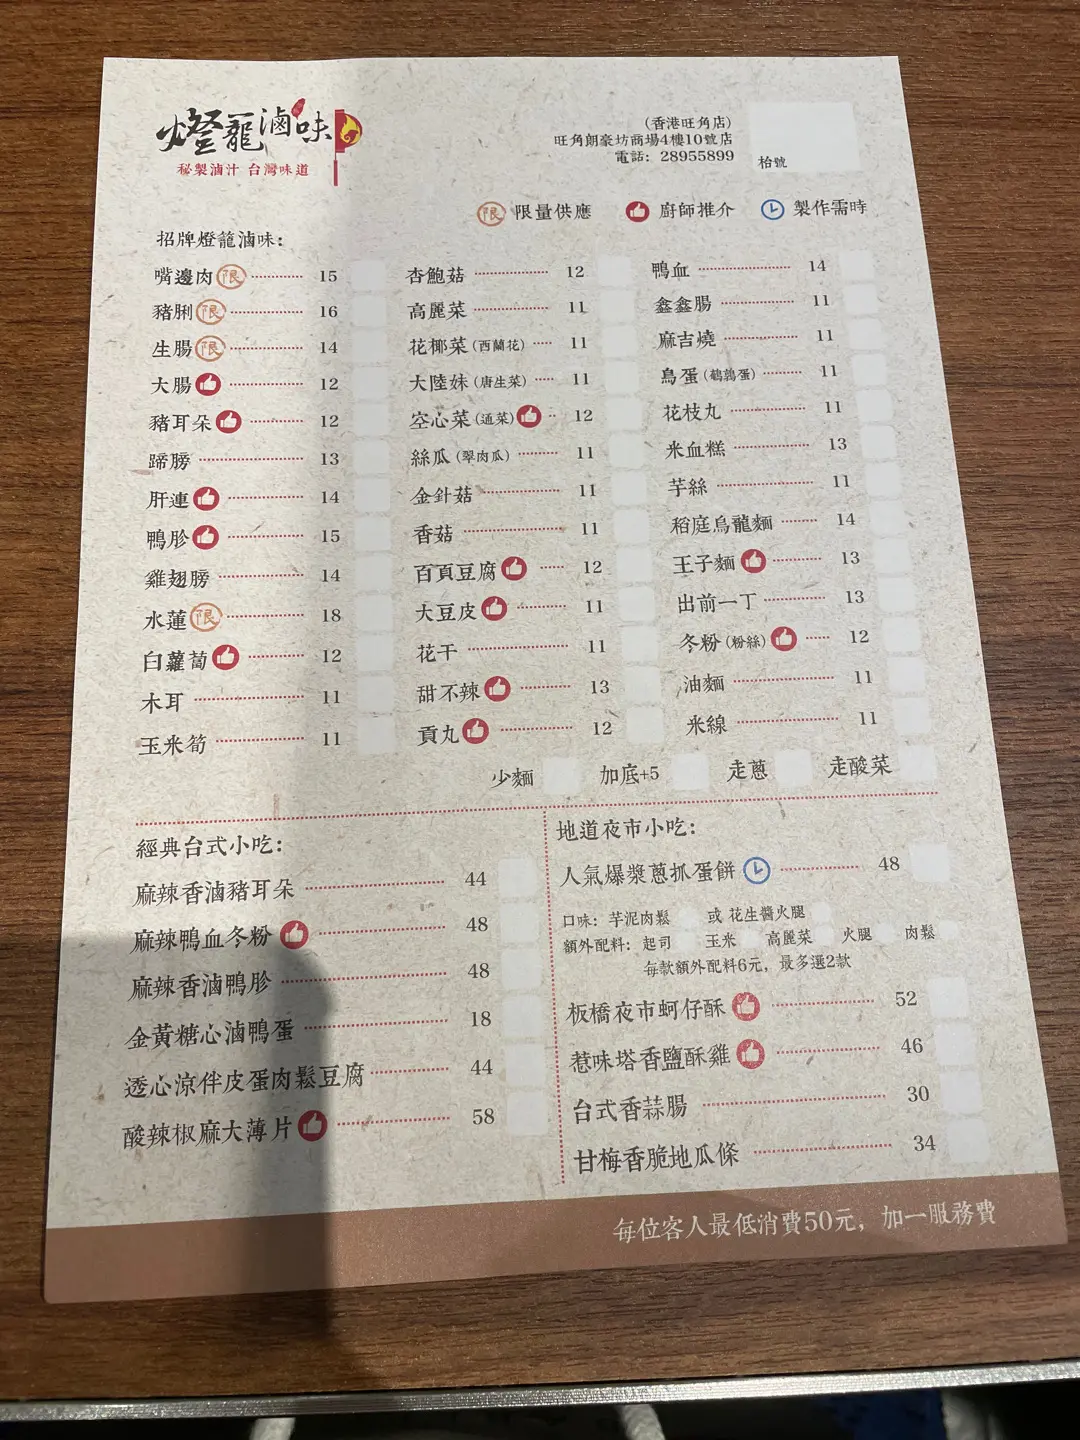 燈籠滷味
秘製滷汁 台灣味道
(香港旺角店)
旺角朗豪坊商場4樓10號店
電話: 28955899
枱號
限 限量供應 廚師推介 製作需時
招牌燈籠滷味:
嘴邊肉 限 15
豬脷 限 16
生腸 限 14
大腸 12
豬耳朵 12
蹄膀 13
肝連 14
鴨胗 15
雞翅膀 14
水蓮 限 18
白蘿蔔 12
木耳 11
玉米筍 11
杏鮑菇 12
高麗菜 11
花椰菜 (西蘭花) 11
大陸妹 (唐生菜) 11
空心菜 (通菜) 12
絲瓜 (翠肉瓜) 11
金針菇 11
香菇 11
百頁豆腐 12
大豆皮 11
花干 11
甜不辣 13
貢丸 12
鴨血 14
鑫鑫腸 11
麻吉燒 11
鳥蛋 (鵪鶉蛋) 11
花枝丸 11
米血糕 13
芋絲 11
稻庭烏龍麵 14
王子麵 13
出前一丁 13
冬粉 (粉絲) 12
油麵 11
米線 11
少麵 加底+5 走蔥 走酸菜
經典台式小吃:
麻辣香滷豬耳朵 44
麻辣鴨血冬粉 48
麻辣香滷鴨胗 48
金黃糖心滷鴨蛋 18
透心涼伴皮蛋肉鬆豆腐 44
酸辣椒麻大薄片 58
地道夜市小吃:
人氣爆漿蔥抓蛋餅 48
口味: 芋泥肉鬆 或 花生醬火腿
額外配料: 起司 玉米 高麗菜 火腿 肉鬆
每款額外配料6元, 最多選2款
板橋夜市蚵仔酥 52
惹味塔香鹽酥雞 46
台式香蒜腸 30
甘梅香脆地瓜條 34
每位客人最低消費50元, 加一服務費